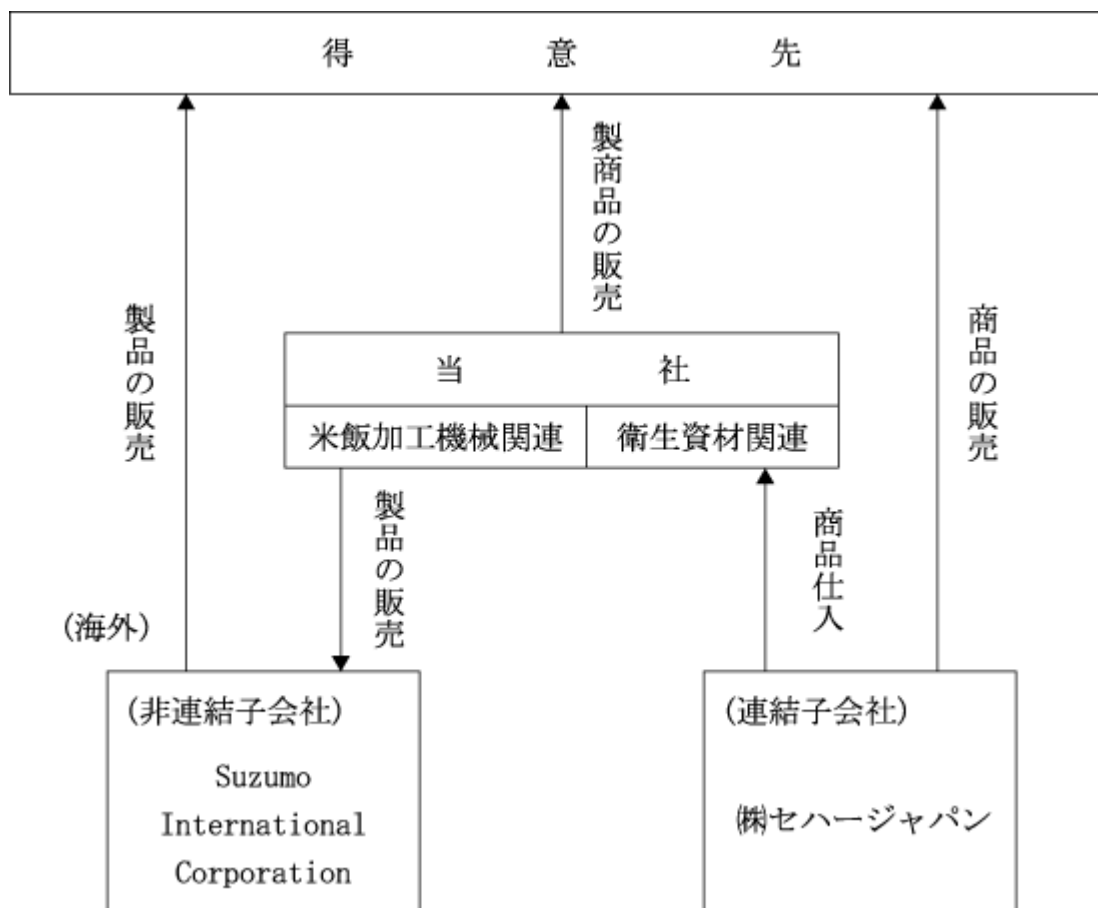 得意先
製商品の販売
製品の販売
商品の販売
当社
米飯加工機械関連
衛生資材関連
製品の販売
商品仕入
(海外)
(非連結子会社)
Suzumo
International
Corporation
(連結子会社)
㈱セハージャパン